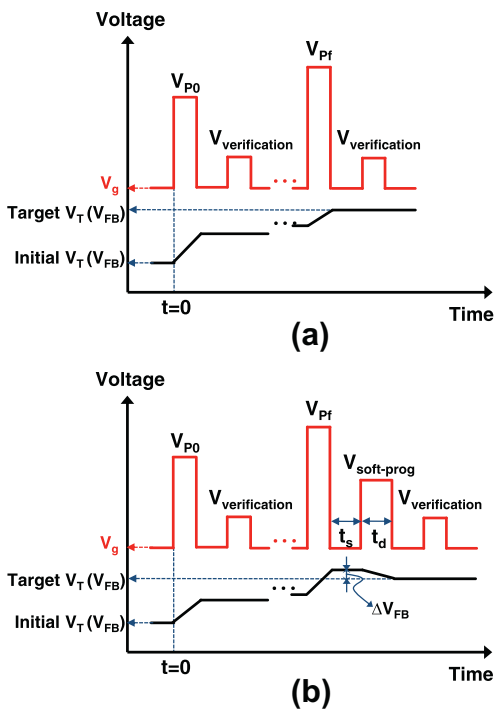 Voltage
V_P0
V_Pf
V_verification
V_verification
...
V_g
Target V_T (V_FB)
...
Initial V_T (V_FB)
t=0
Time
(a)
Voltage
V_P0
V_Pf
V_soft-prog
V_verification
V_verification
...
t_s
t_d
V_g
Target V_T (V_FB)
...
ΔV_FB
Initial V_T (V_FB)
t=0
Time
(b)